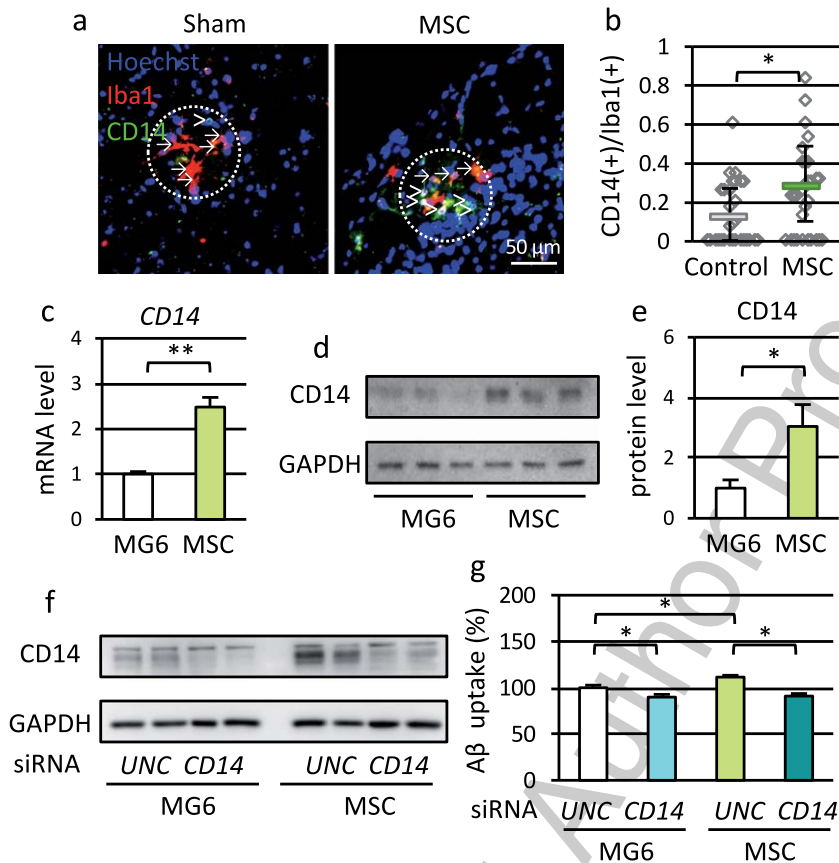 a
Sham
MSC
Hoechst
Iba1
CD14
50 µm
b
CD14(+)/Iba1(+)
1
0.8
0.6
0.4
0.2
0
*
Control
MSC
c
CD14
mRNA level
4
3
2
1
0
**
MG6
MSC
d
CD14
GAPDH
MG6
MSC
e
CD14
protein level
6
4
2
0
*
MG6
MSC
f
CD14
GAPDH
siRNA
UNC CD14
UNC CD14
MG6
MSC
g
Aβ uptake (%)
200
150
100
50
0
*
*
*
siRNA
UNC CD14
UNC CD14
MG6
MSC
Author Pro